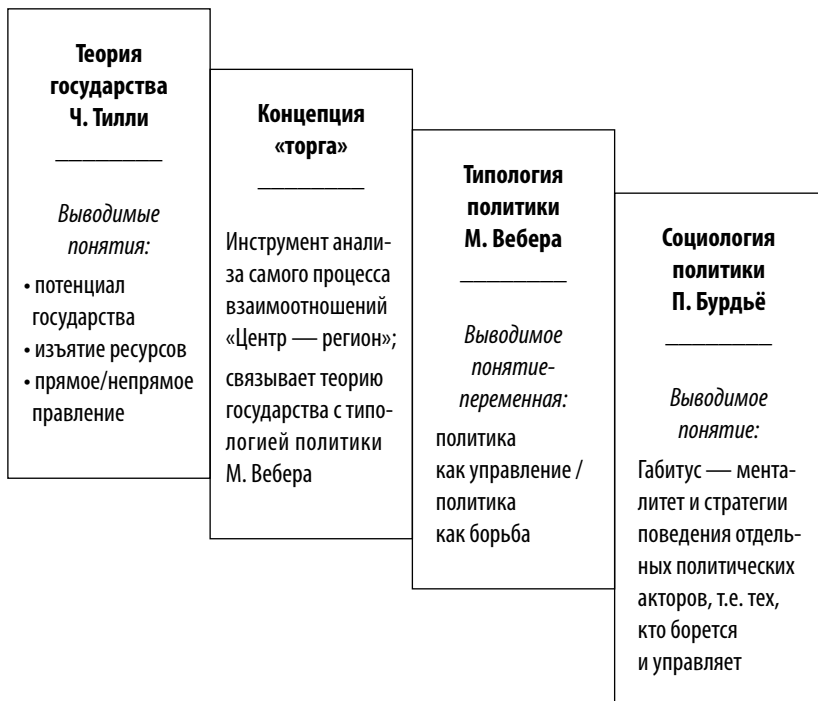 Теория
государства
Ч. Тилли
Выводимые
понятия:
• потенциал
государства
• изъятие ресурсов
• прямое/непрямое
правление
Концепция
«торга»
Инструмент анали-
за самого процесса
взаимоотношений
«Центр — регион»;
связывает теорию
государства с типо-
логией политики
М. Вебера
Типология
политики
М. Вебера
Выводимое
понятие-
переменная:
политика
как управление /
политика
как борьба
Социология
политики
П. Бурдьё
Выводимое
понятие:
Габитус — мента-
литет и стратегии
поведения отдель-
ных политических
акторов, т.е. тех,
кто борется
и управляет